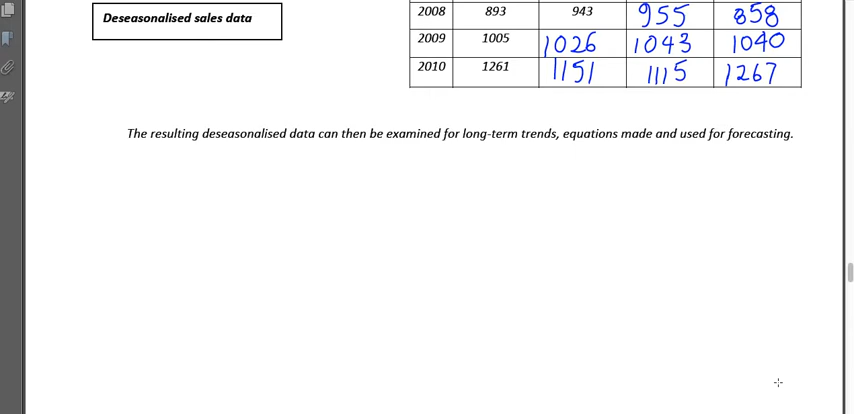 Deseasonalised sales data
2008 893 943 955 858
2009 1005 1026 1043 1040
2010 1261 1151 1115 1267
The resulting deseasonalised data can then be examined for long-term trends, equations made and used for forecasting.